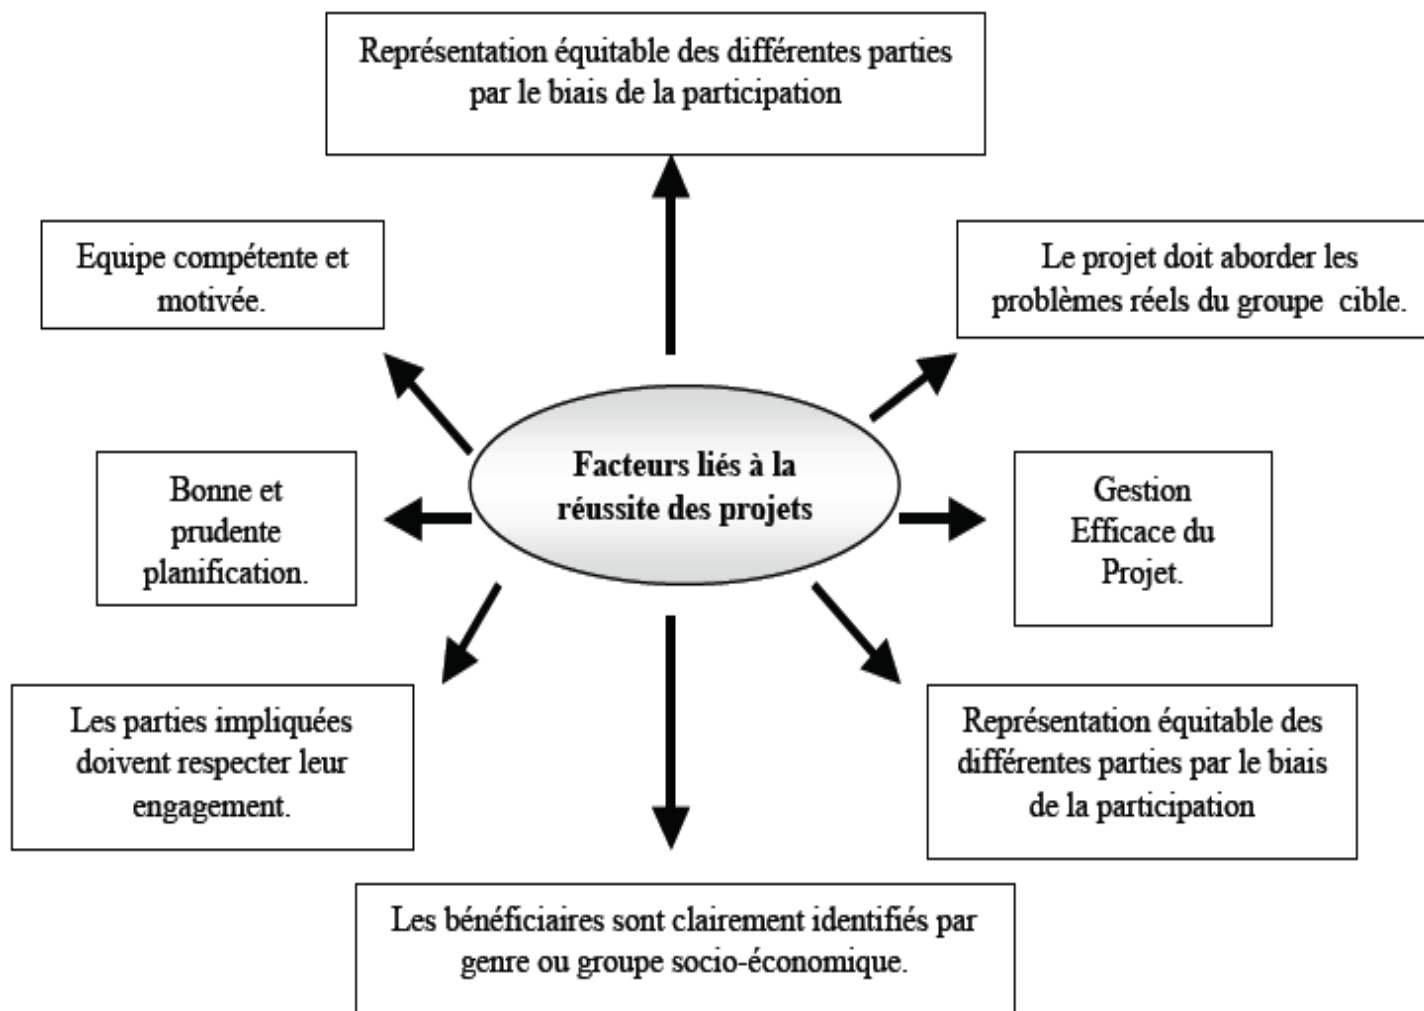 Représentation équitable des différentes parties
par le biais de la participation
Equipe compétente et
motivée.
Le projet doit aborder les
problèmes réels du groupe cible.
Facteurs liés à la
réussite des projets
Bonne et
prudente
planification.
Gestion
Efficace du
Projet.
Les parties impliquées
doivent respecter leur
engagement.
Représentation équitable des
différentes parties par le biais
de la participation
Les bénéficiaires sont clairement identifiés par
genre ou groupe socio-économique.